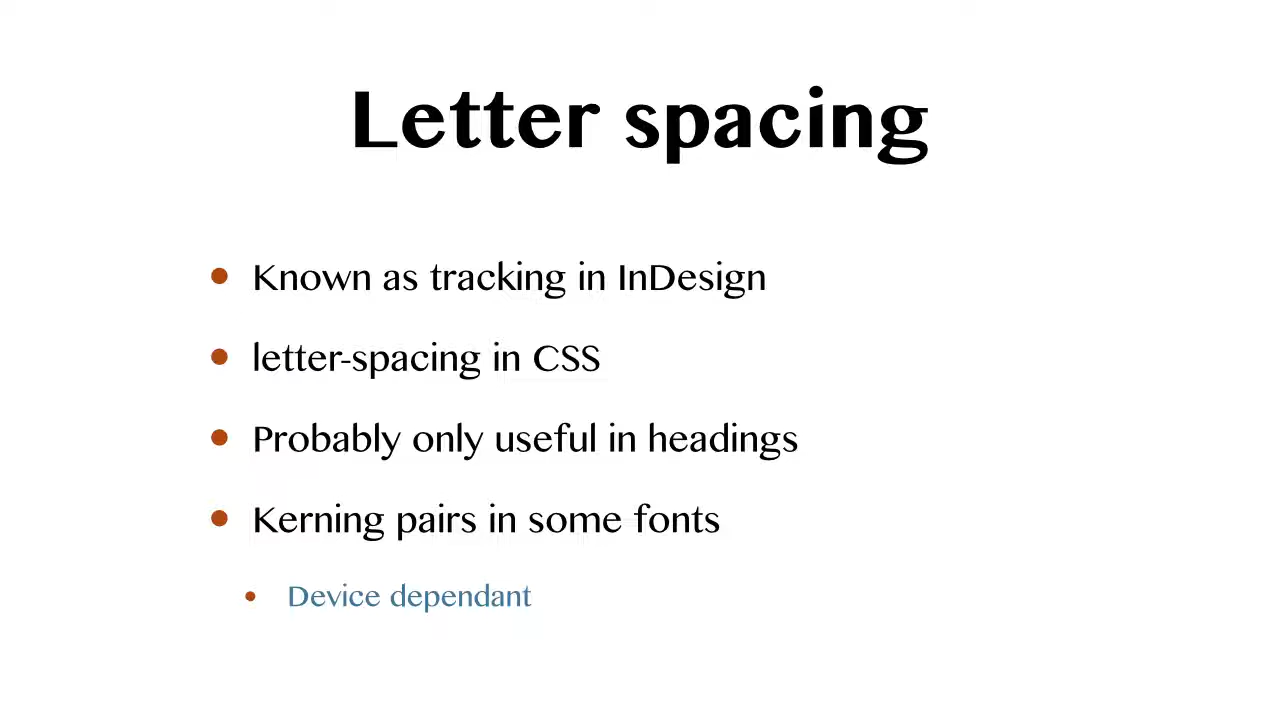 Letter spacing
Known as tracking in InDesign
letter-spacing in CSS
Probably only useful in headings
Kerning pairs in some fonts
Device dependant